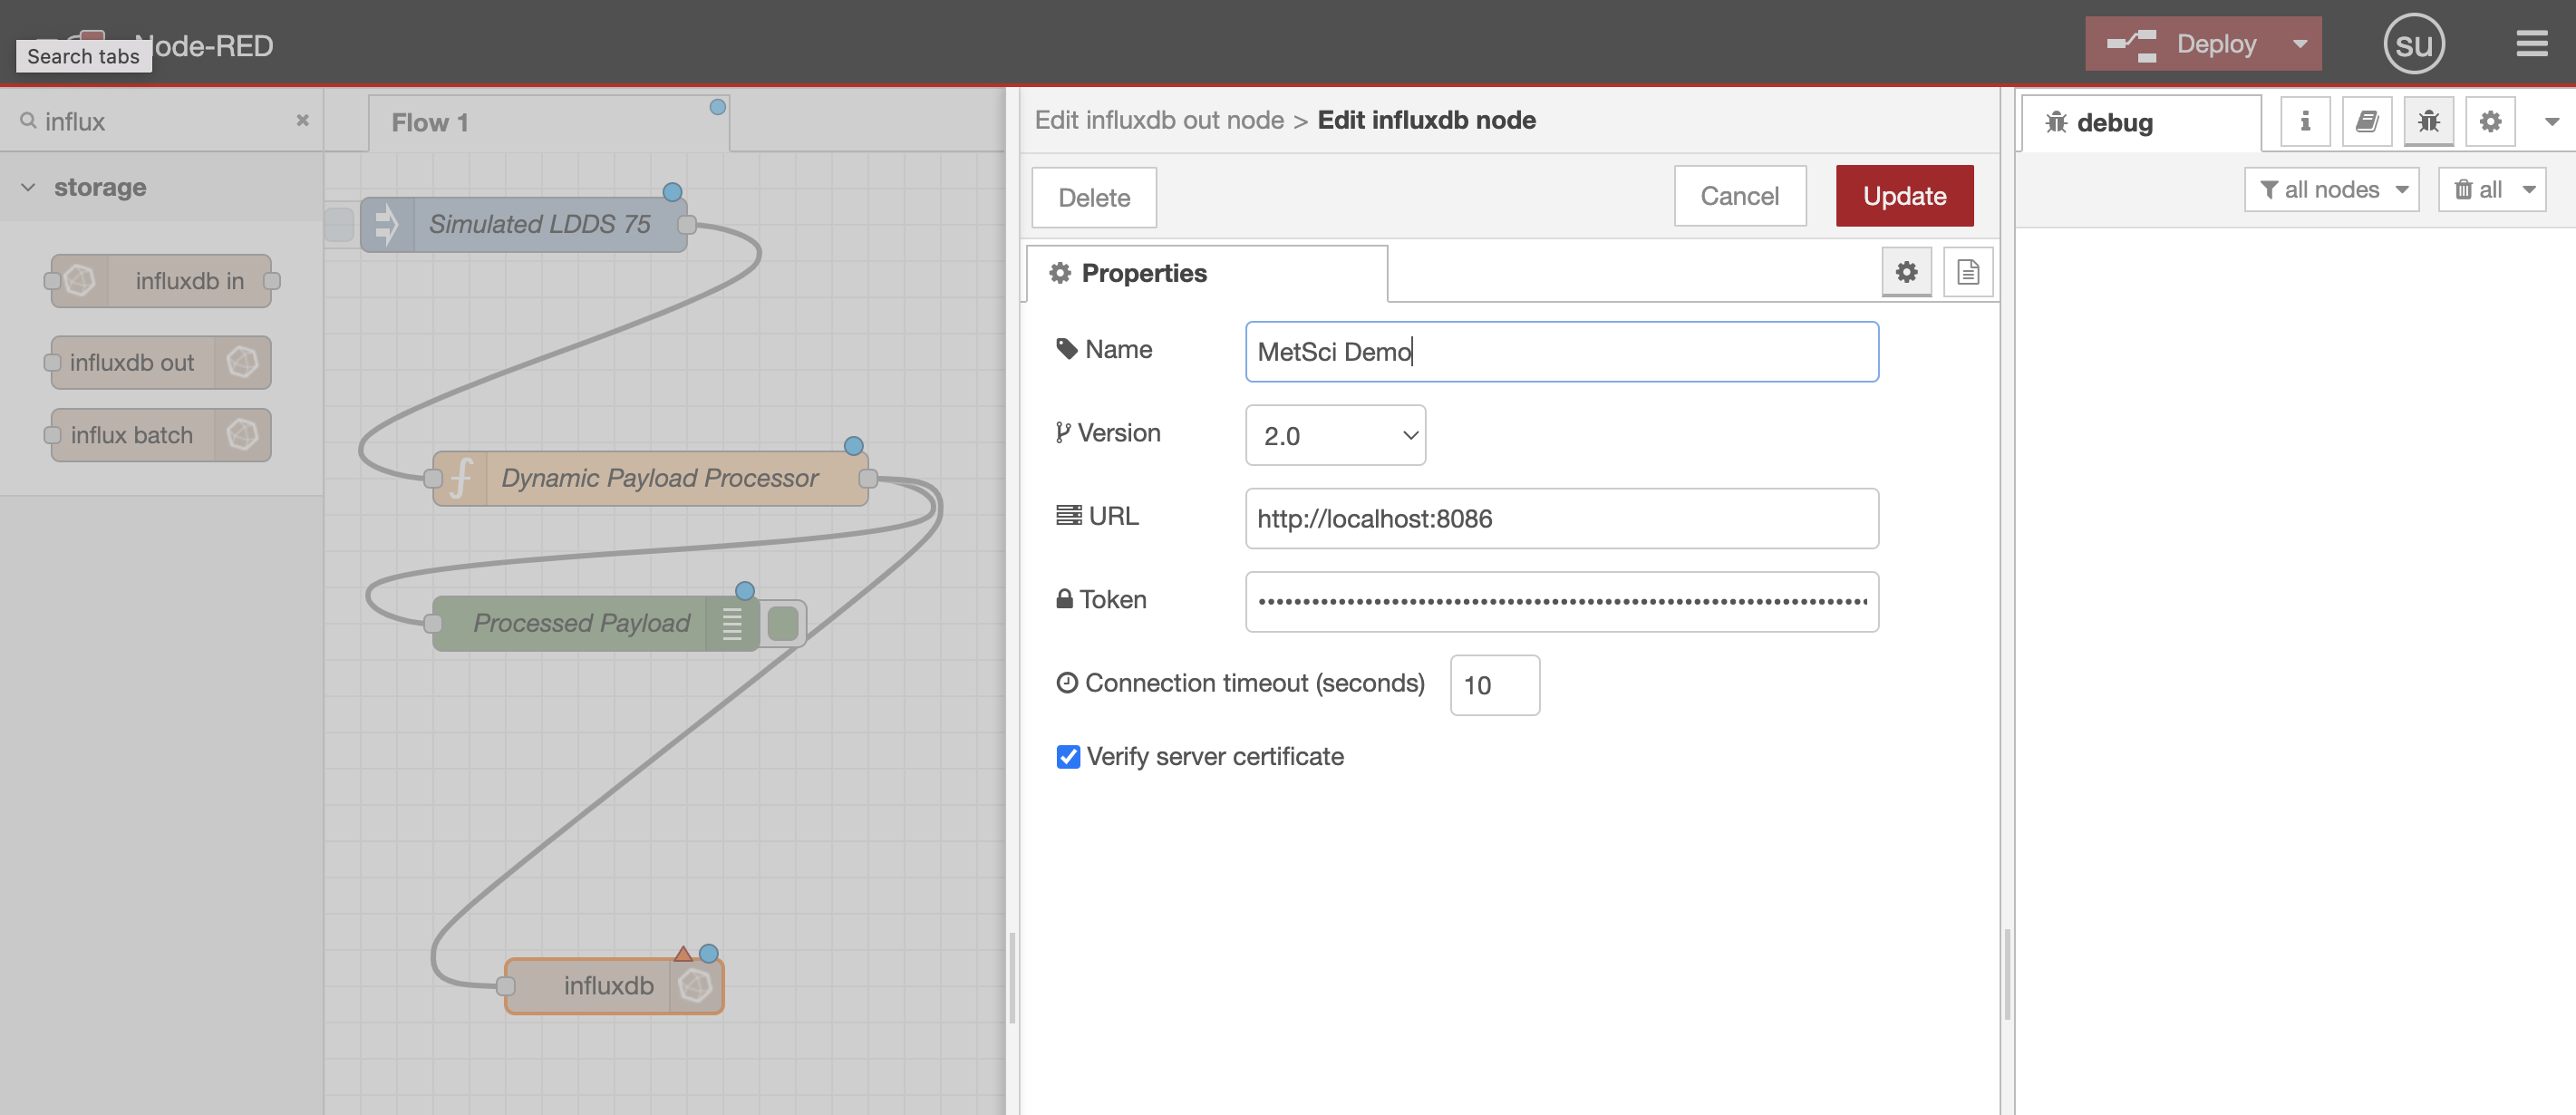 Search tabs
Node-RED
Deploy
su
influx
Flow 1
Edit influxdb out node > Edit influxdb node
debug
storage
Delete
Cancel
Update
all nodes
all
Simulated LDDS 75
influxdb in
Properties
Name
MetSci Demo
influxdb out
influx batch
Version
2.0
Dynamic Payload Processor
URL
http://localhost:8086
Processed Payload
Token
Connection timeout (seconds)
10
Verify server certificate
influxdb